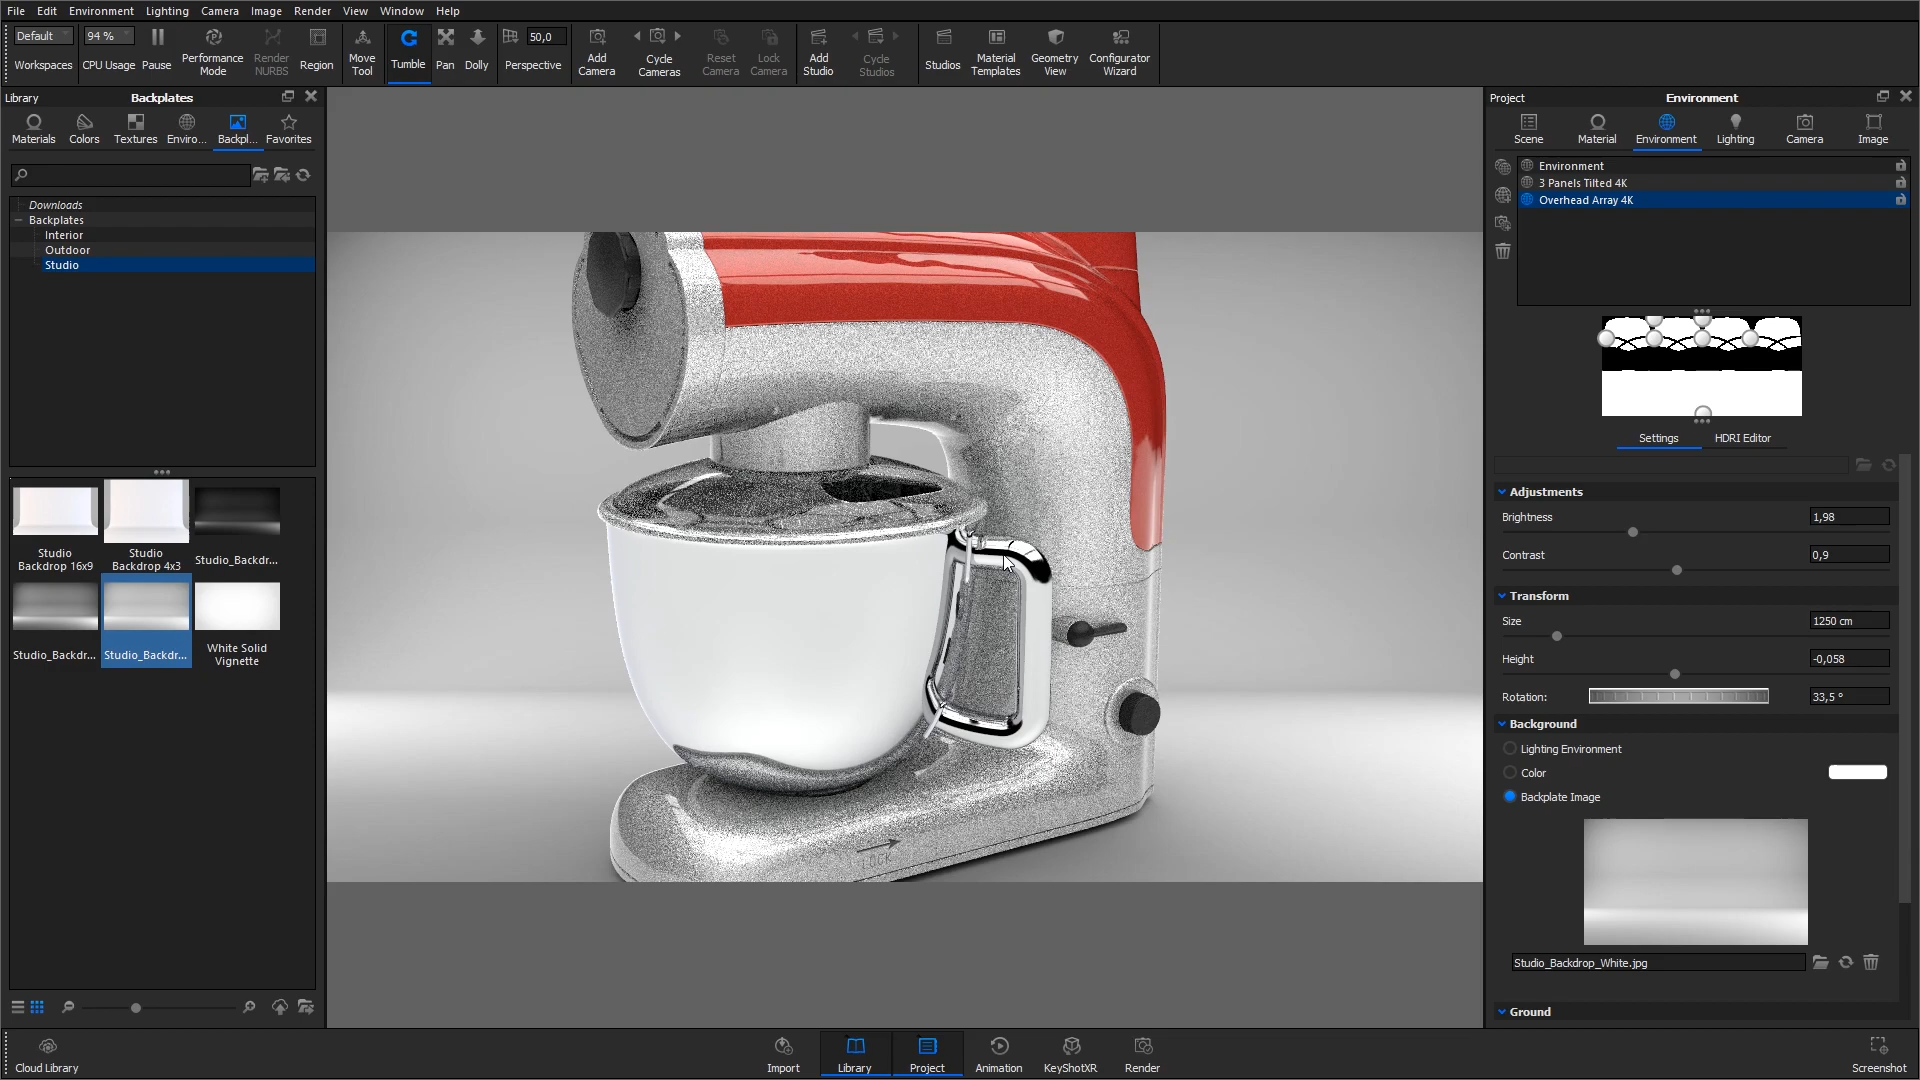 File Edit Environment Lighting Camera Image Render View Window Help
Default 94 % 50,0
Workspaces CPU Usage Pause Performance Mode Render NURBS Region Move Tool Tumble Pan Dolly Perspective Add Camera Cycle Cameras Reset Camera Lock Camera Add Studio Cycle Studios Studios Material Templates Geometry View Configurator Wizard
Library Backplates
Materials Colors Textures Enviro... Backpl... Favorites
Downloads
Backplates
Interior
Outdoor
Studio
Studio Backdrop 16x9
Studio Backdrop 4x3
Studio_Backdr...
Studio_Backdr...
Studio_Backdr...
White Solid Vignette
LOCK
Project Environment
Scene Material Environment Lighting Camera Image
Environment
3 Panels Tilted 4K
Overhead Array 4K
Settings HDRI Editor
Adjustments
Brightness 1,98
Contrast 0,9
Transform
Size 1250 cm
Height -0,058
Rotation: 33,5 °
Background
Lighting Environment
Color
Backplate Image
Studio_Backdrop_White.jpg
Ground
Cloud Library Import Library Project Animation KeyShotXR Render Screenshot